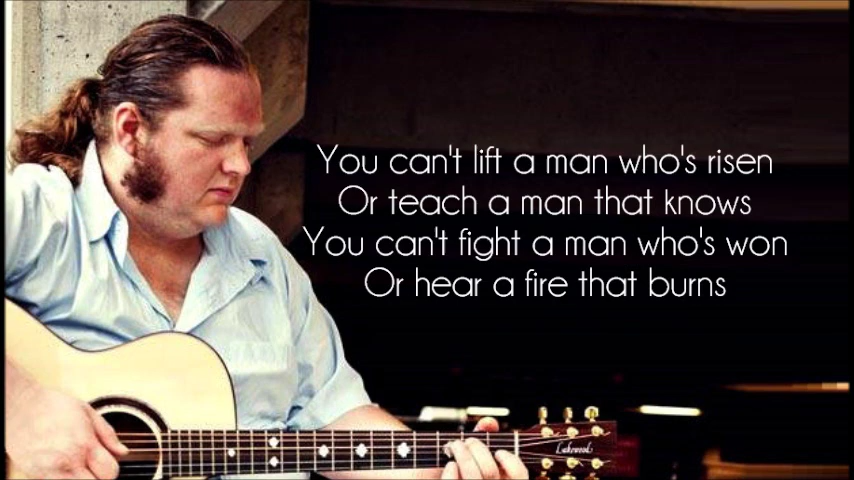 You can't lift a man who's risen
Or teach a man that knows
You can't fight a man who's won
Or hear a fire that burns
Lakewood